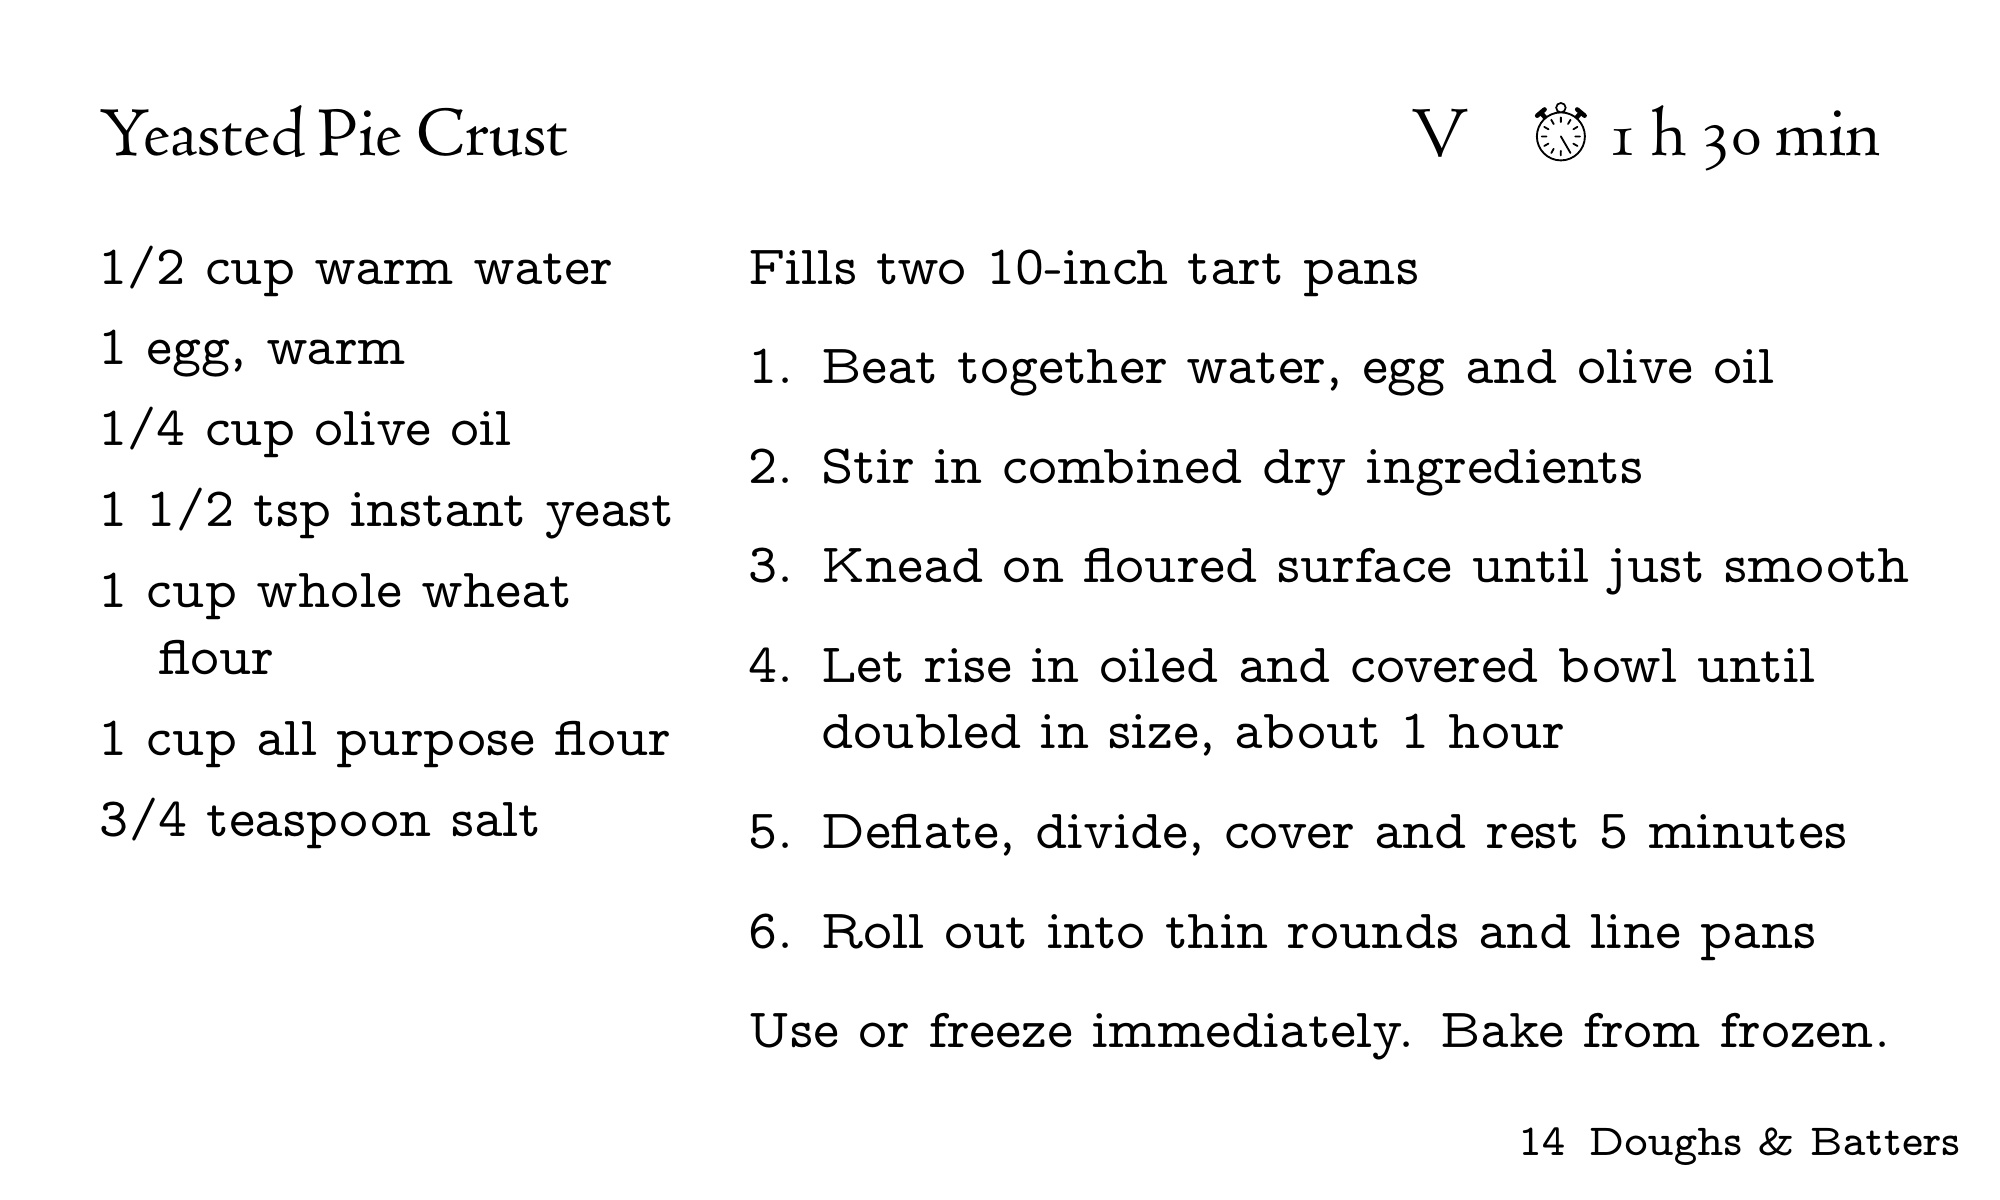 Yeasted Pie Crust
V 1 h 30 min
1/2 cup warm water
1 egg, warm
1/4 cup olive oil
1 1/2 tsp instant yeast
1 cup whole wheat
flour
1 cup all purpose flour
3/4 teaspoon salt
Fills two 10-inch tart pans
1. Beat together water, egg and olive oil
2. Stir in combined dry ingredients
3. Knead on floured surface until just smooth
4. Let rise in oiled and covered bowl until
doubled in size, about 1 hour
5. Deflate, divide, cover and rest 5 minutes
6. Roll out into thin rounds and line pans
Use or freeze immediately. Bake from frozen.
14 Doughs & Batters